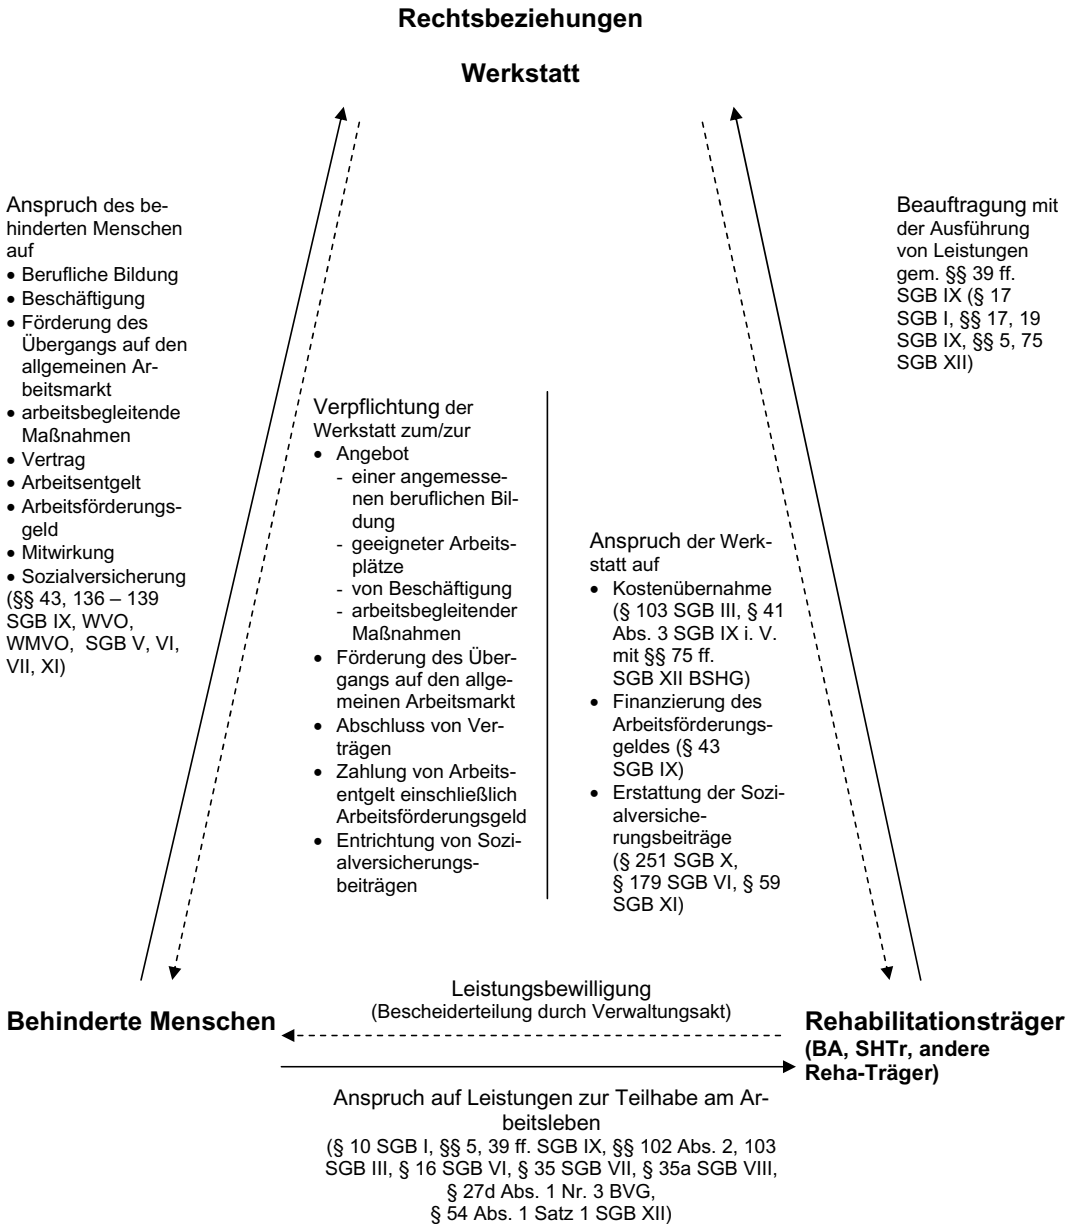 Rechtsbeziehungen
Werkstatt
Anspruch des be-
hinderten Menschen
auf
• Berufliche Bildung
• Beschäftigung
• Förderung des
Übergangs auf den
allgemeinen Ar-
beitsmarkt
• arbeitsbegleitende
Maßnahmen
• Vertrag
• Arbeitsentgelt
• Arbeitsförderungs-
geld
• Mitwirkung
• Sozialversicherung
(§§ 43, 136 – 139
SGB IX, WVO,
WMVO, SGB V, VI,
VII, XI)
Verpflichtung der
Werkstatt zum/zur
• Angebot
- einer angemesse-
nen beruflichen Bil-
dung
- geeigneter Arbeits-
plätze
- von Beschäftigung
- arbeitsbegleitender
Maßnahmen
• Förderung des Über-
gangs auf den allge-
meinen Arbeitsmarkt
• Abschluss von Ver-
trägen
• Zahlung von Arbeits-
entgelt einschließlich
Arbeitsförderungsgeld
• Entrichtung von Sozi-
alversicherungs-
beiträgen
Anspruch der Werk-
statt auf
• Kostenübernahme
(§ 103 SGB III, § 41
Abs. 3 SGB IX i. V.
mit §§ 75 ff.
SGB XII BSHG)
• Finanzierung des
Arbeitsförderungs-
geldes (§ 43
SGB IX)
• Erstattung der Sozi-
alversiche-
rungsbeiträge
(§ 251 SGB X,
§ 179 SGB VI, § 59
SGB XI)
Beauftragung mit
der Ausführung
von Leistungen
gem. §§ 39 ff.
SGB IX (§ 17
SGB I, §§ 17, 19
SGB IX, §§ 5, 75
SGB XII)
Behinderte Menschen
Leistungsbewilligung
(Bescheiderteilung durch Verwaltungsakt)
Rehabilitationsträger
(BA, SHTr, andere
Reha-Träger)
Anspruch auf Leistungen zur Teilhabe am Ar-
beitsleben
(§ 10 SGB I, §§ 5, 39 ff. SGB IX, §§ 102 Abs. 2, 103
SGB III, § 16 SGB VI, § 35 SGB VII, § 35a SGB VIII,
§ 27d Abs. 1 Nr. 3 BVG,
§ 54 Abs. 1 Satz 1 SGB XII)